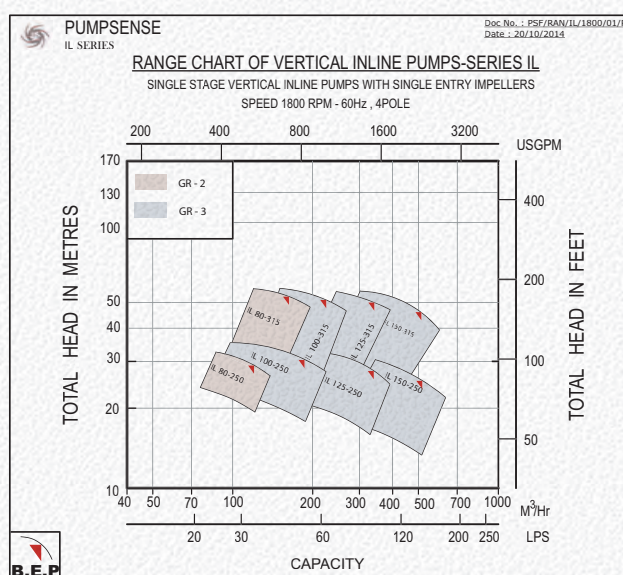 PUMPSENSE
IL SERIES
Doc No. : PSF/RAN/IL/1800/01/
Date : 20/10/2014
RANGE CHART OF VERTICAL INLINE PUMPS-SERIES IL
SINGLE STAGE VERTICAL INLINE PUMPS WITH SINGLE ENTRY IMPELLERS
SPEED 1800 RPM - 60Hz , 4POLE
200 400 800 1600 3200 USGPM
TOTAL HEAD IN METRES
170
130
100
50
40
30
20
10
GR - 2
GR - 3
IL 80-315
IL 100-315
IL 125-315
IL 150-315
IL 80-250
IL 100-250
IL 125-250
IL 150-250
400
200
100
50
TOTAL HEAD IN FEET
40 50 70 100 200 300 400 500 700 1000 M³/Hr
20 30 60 120 200 250 LPS
CAPACITY
B.E.P